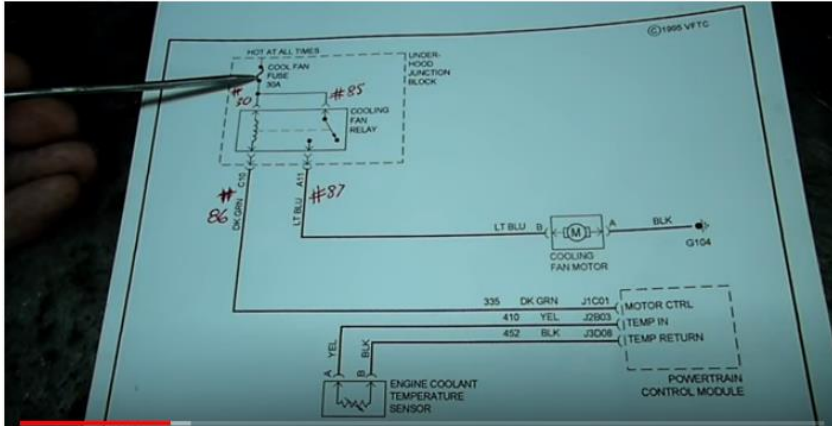 ©1995 VFTC
HOT AT ALL TIMES
COOL FAN
FUSE
30A
UNDER-
HOOD
JUNCTION
BLOCK
#30
#85
COOLING
FAN
RELAY
C10
A11
#86
#87
DK GRN
LT BLU
LT BLU
B
M
A
BLK
G104
COOLING
FAN MOTOR
335 DK GRN J1C01 MOTOR CTRL
410 YEL J2B03 TEMP IN
452 BLK J3D08 TEMP RETURN
YEL
BLK
A
B
ENGINE COOLANT
TEMPERATURE
SENSOR
POWERTRAIN
CONTROL MODULE